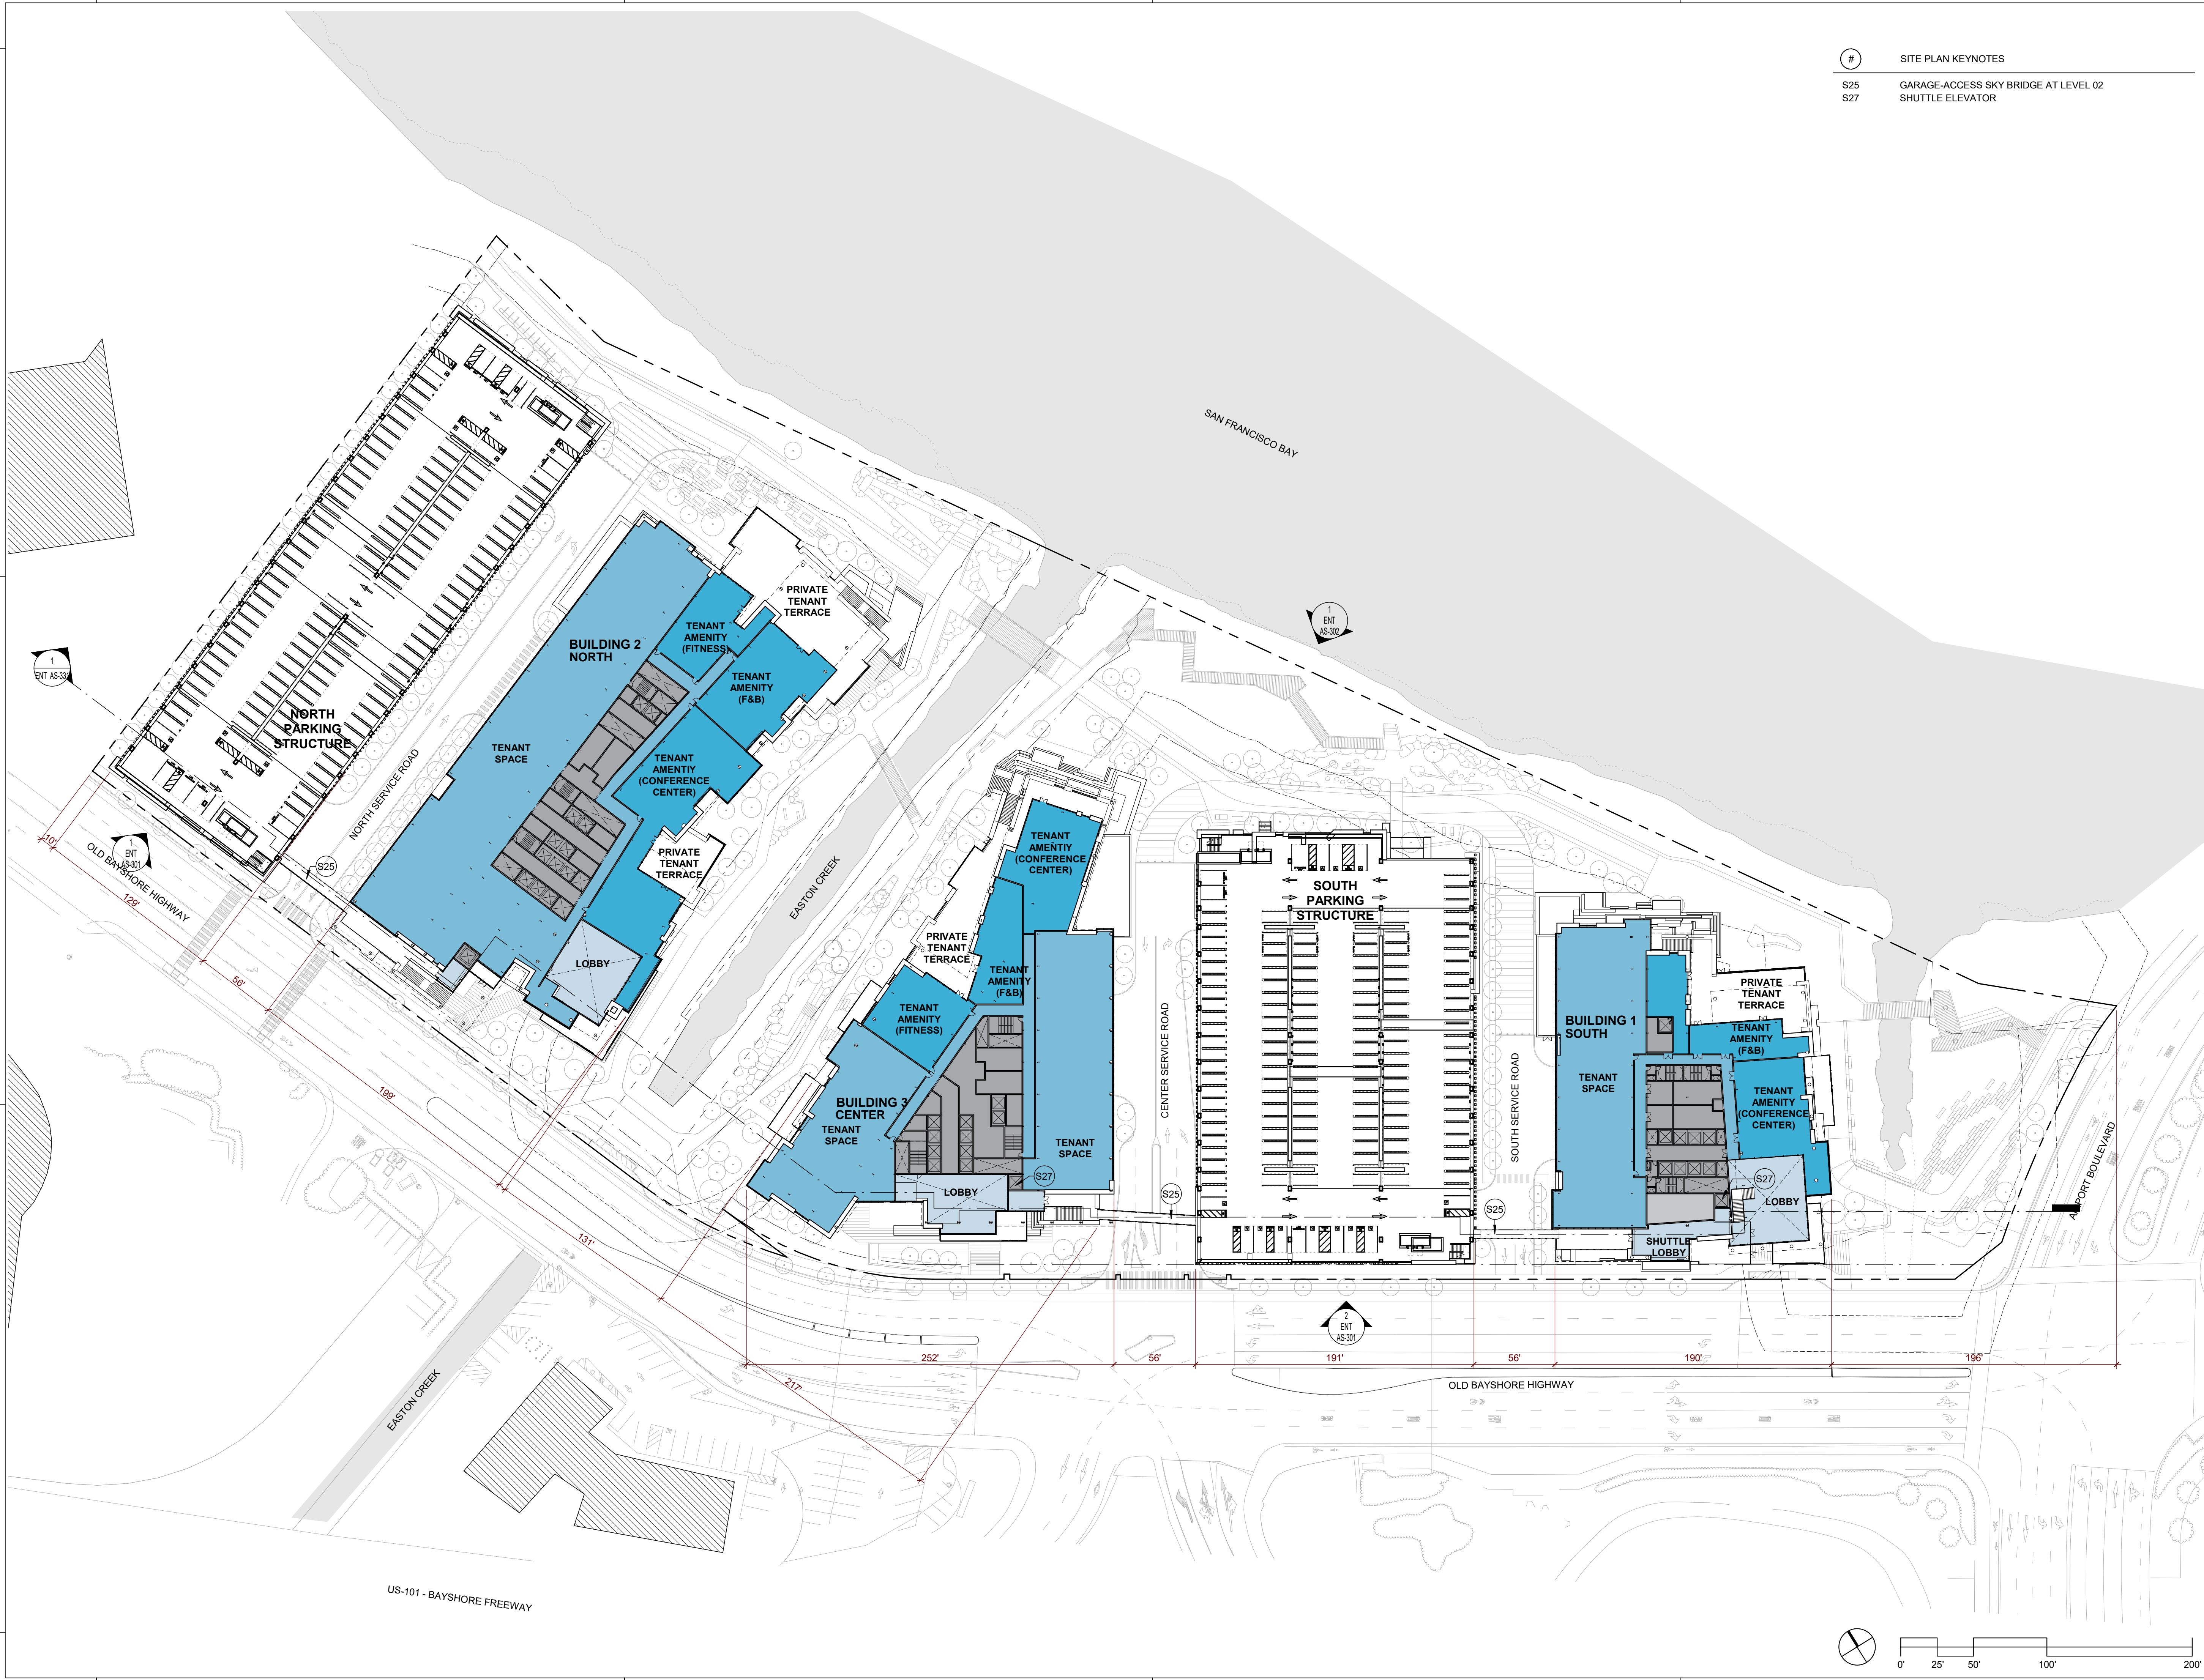 # SITE PLAN KEYNOTES
S25 GARAGE-ACCESS SKY BRIDGE AT LEVEL 02
S27 SHUTTLE ELEVATOR
SAN FRANCISCO BAY
1
ENT
AS-302
1
ENT AS-331
PRIVATE
TENANT
TERRACE
TENANT
AMENITY
(FITNESS)
BUILDING 2
NORTH
TENANT
AMENITY
(F&B)
NORTH
PARKING
STRUCTURE
TENANT
SPACE
TENANT
AMENTIY
(CONFERENCE
CENTER)
NORTH SERVICE ROAD
PRIVATE
TENANT
TERRACE
LOBBY
S25
1
ENT
AS-301
OLD BAYSHORE HIGHWAY
10'
129'
56'
199'
131'
217'
EASTON CREEK
TENANT
AMENTIY
(CONFERENCE
CENTER)
PRIVATE
TENANT
TERRACE
TENANT
AMENITY
(F&B)
TENANT
AMENITY
(FITNESS)
BUILDING 3
CENTER
TENANT
SPACE
TENANT
SPACE
S27
LOBBY
CENTER SERVICE ROAD
S25
SOUTH
PARKING
STRUCTURE
SOUTH SERVICE ROAD
S25
PRIVATE
TENANT
TERRACE
BUILDING 1
SOUTH
TENANT
AMENITY
(F&B)
TENANT
SPACE
TENANT
AMENITY
(CONFERENCE
CENTER)
S27
LOBBY
SHUTTLE
LOBBY
AIRPORT BOULEVARD
2
ENT
AS-301
252'
56'
191'
56'
190'
196'
OLD BAYSHORE HIGHWAY
EASTON CREEK
US-101 - BAYSHORE FREEWAY
0' 25' 50' 100' 200'